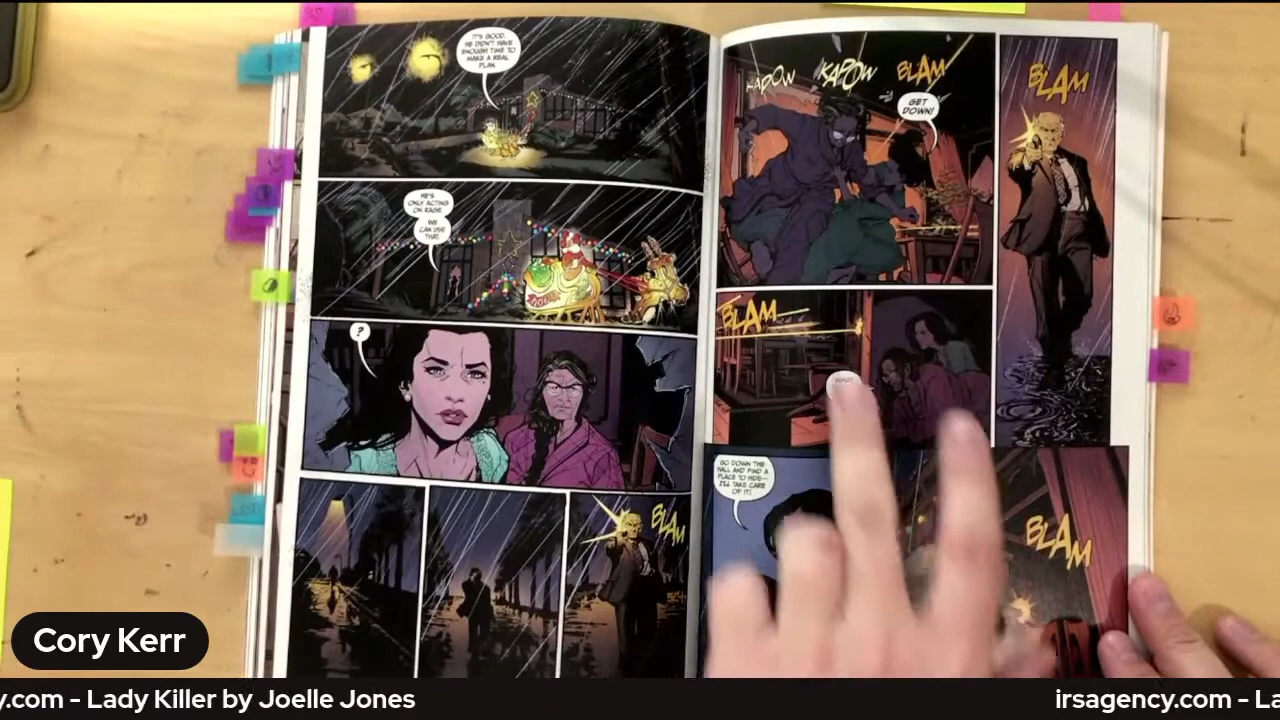 IT'S GOOD.
HE DIDN'T HAVE
ENOUGH TIME TO
MAKE A REAL
PLAN.
HE'S
ONLY ACTING
ON RAGE.
WE
CAN USE
THAT.
?
BLAM
KAPOW
KAPOW
BLAM
GET
DOWN!
BLAM
BLAM
WHAT
GO DOWN THE
HALL AND FIND A
PLACE TO HIDE--
I'LL TAKE CARE
OF IT!
BLAM
Cory Kerr
y.com - Lady Killer by Joelle Jones
irsagency.com - La